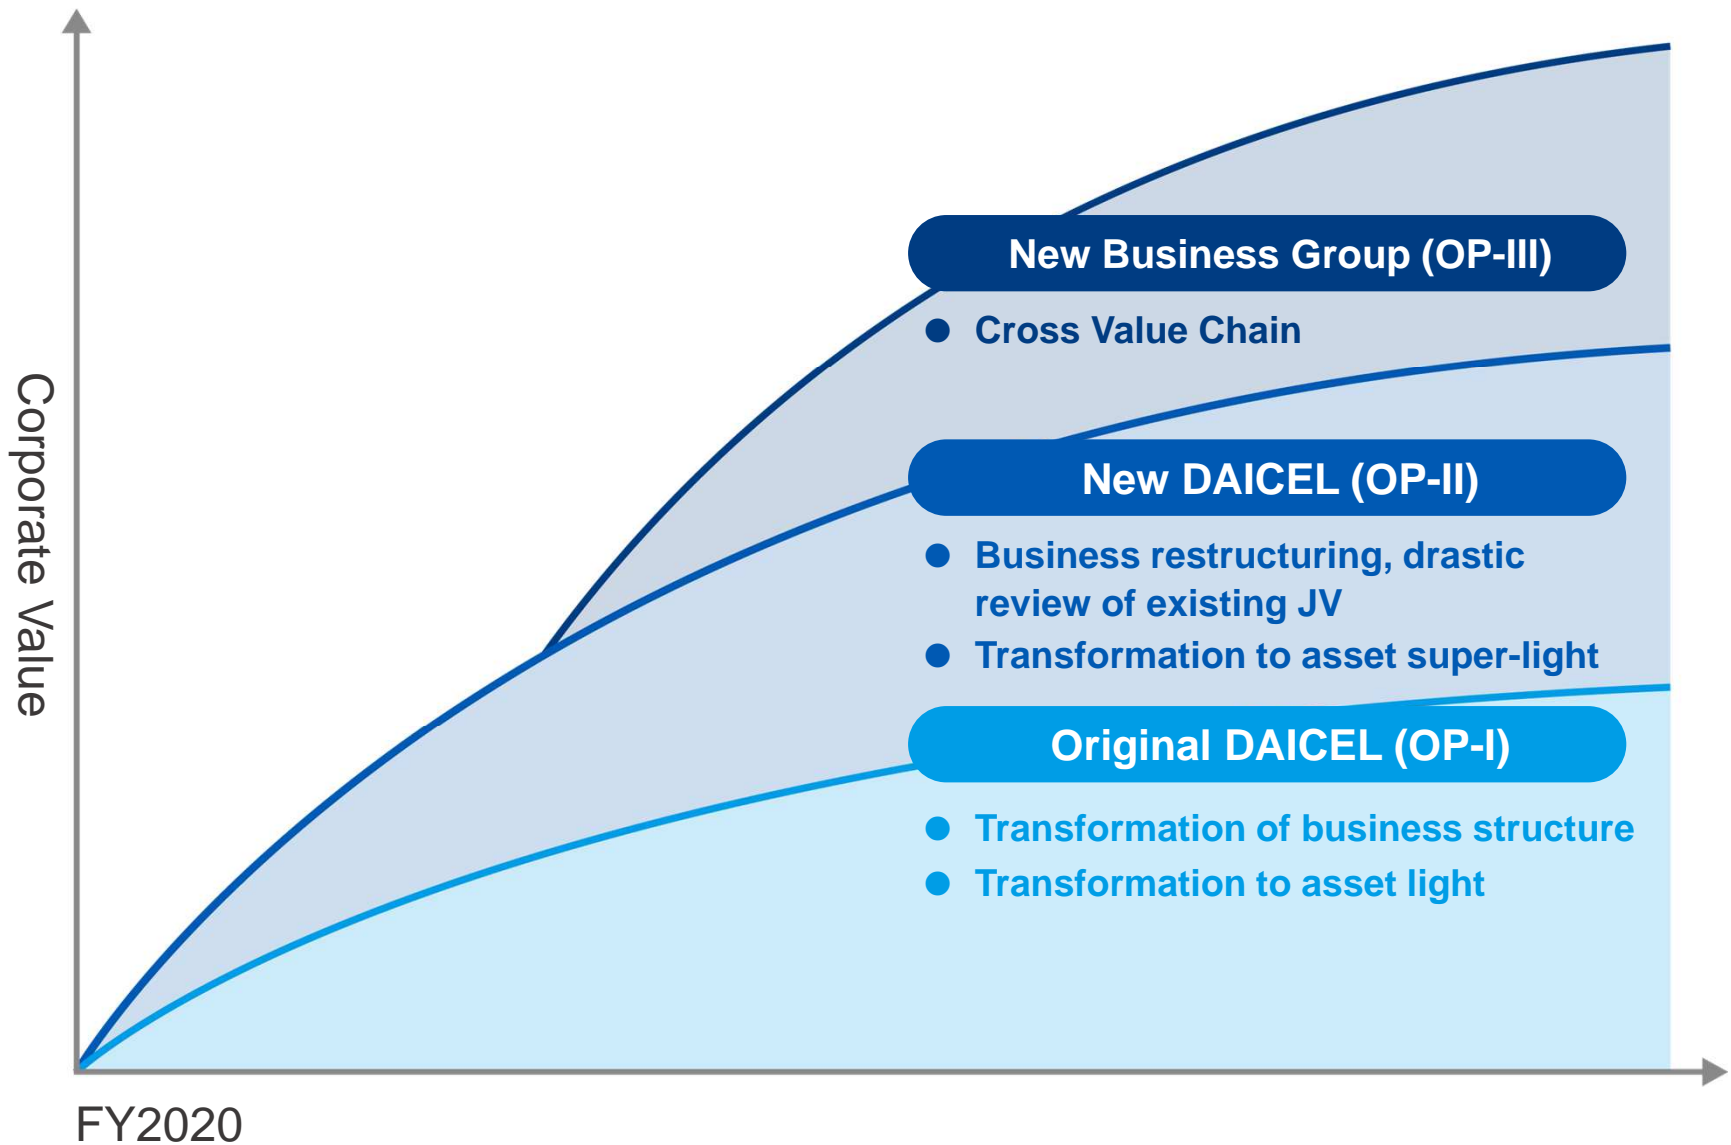 New Business Group (OP-III)
● Cross Value Chain
New DAICEL (OP-II)
● Business restructuring, drastic
review of existing JV
● Transformation to asset super-light
Original DAICEL (OP-I)
● Transformation of business structure
● Transformation to asset light
Corporate Value
FY2020